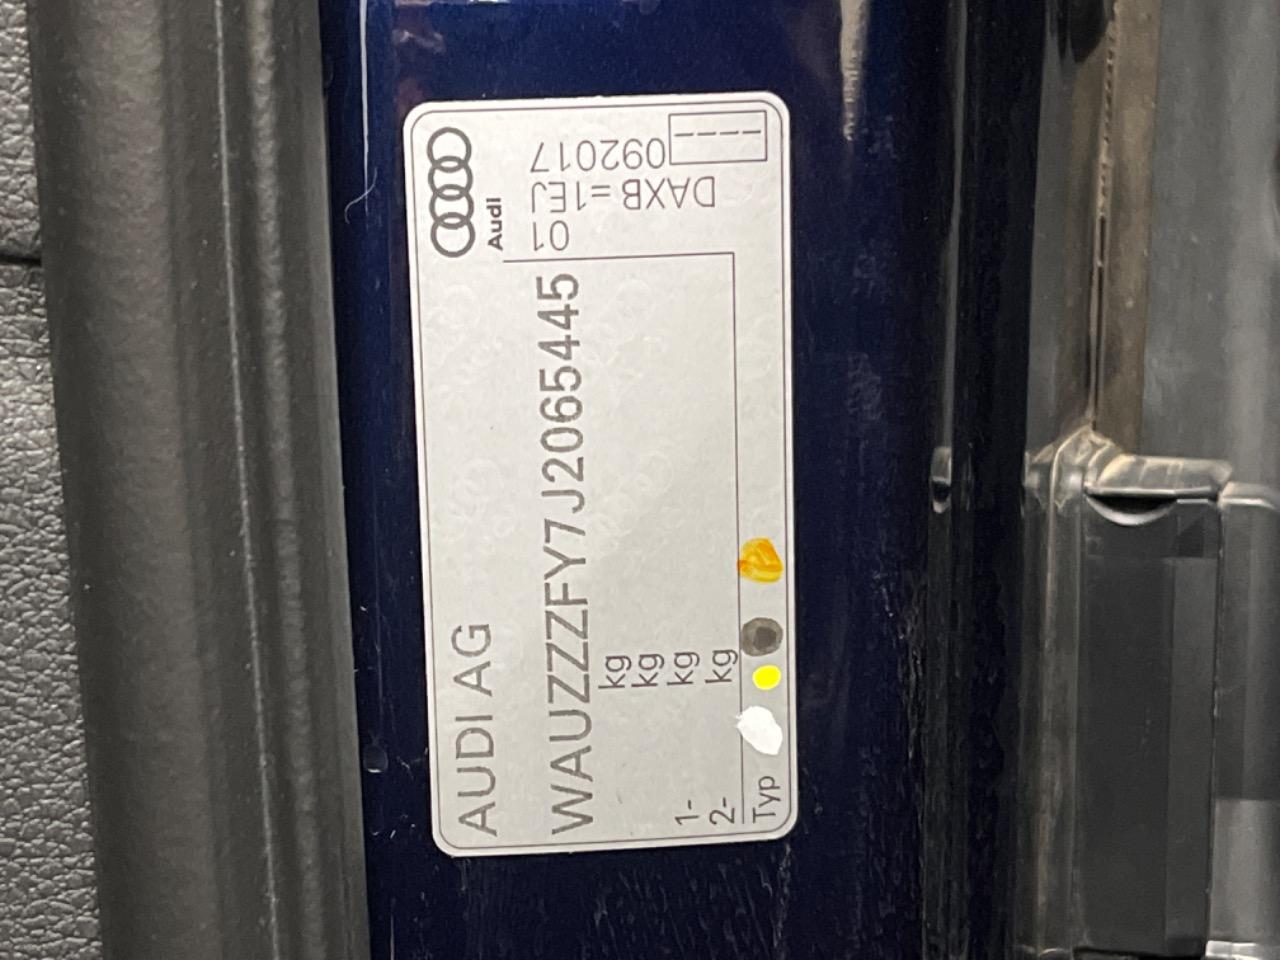 AUDI AG
Audi
WAUZZZFY7J2065445
kg
kg
1- kg
2- kg
Typ
01
DAXB =1EJ
092017
----